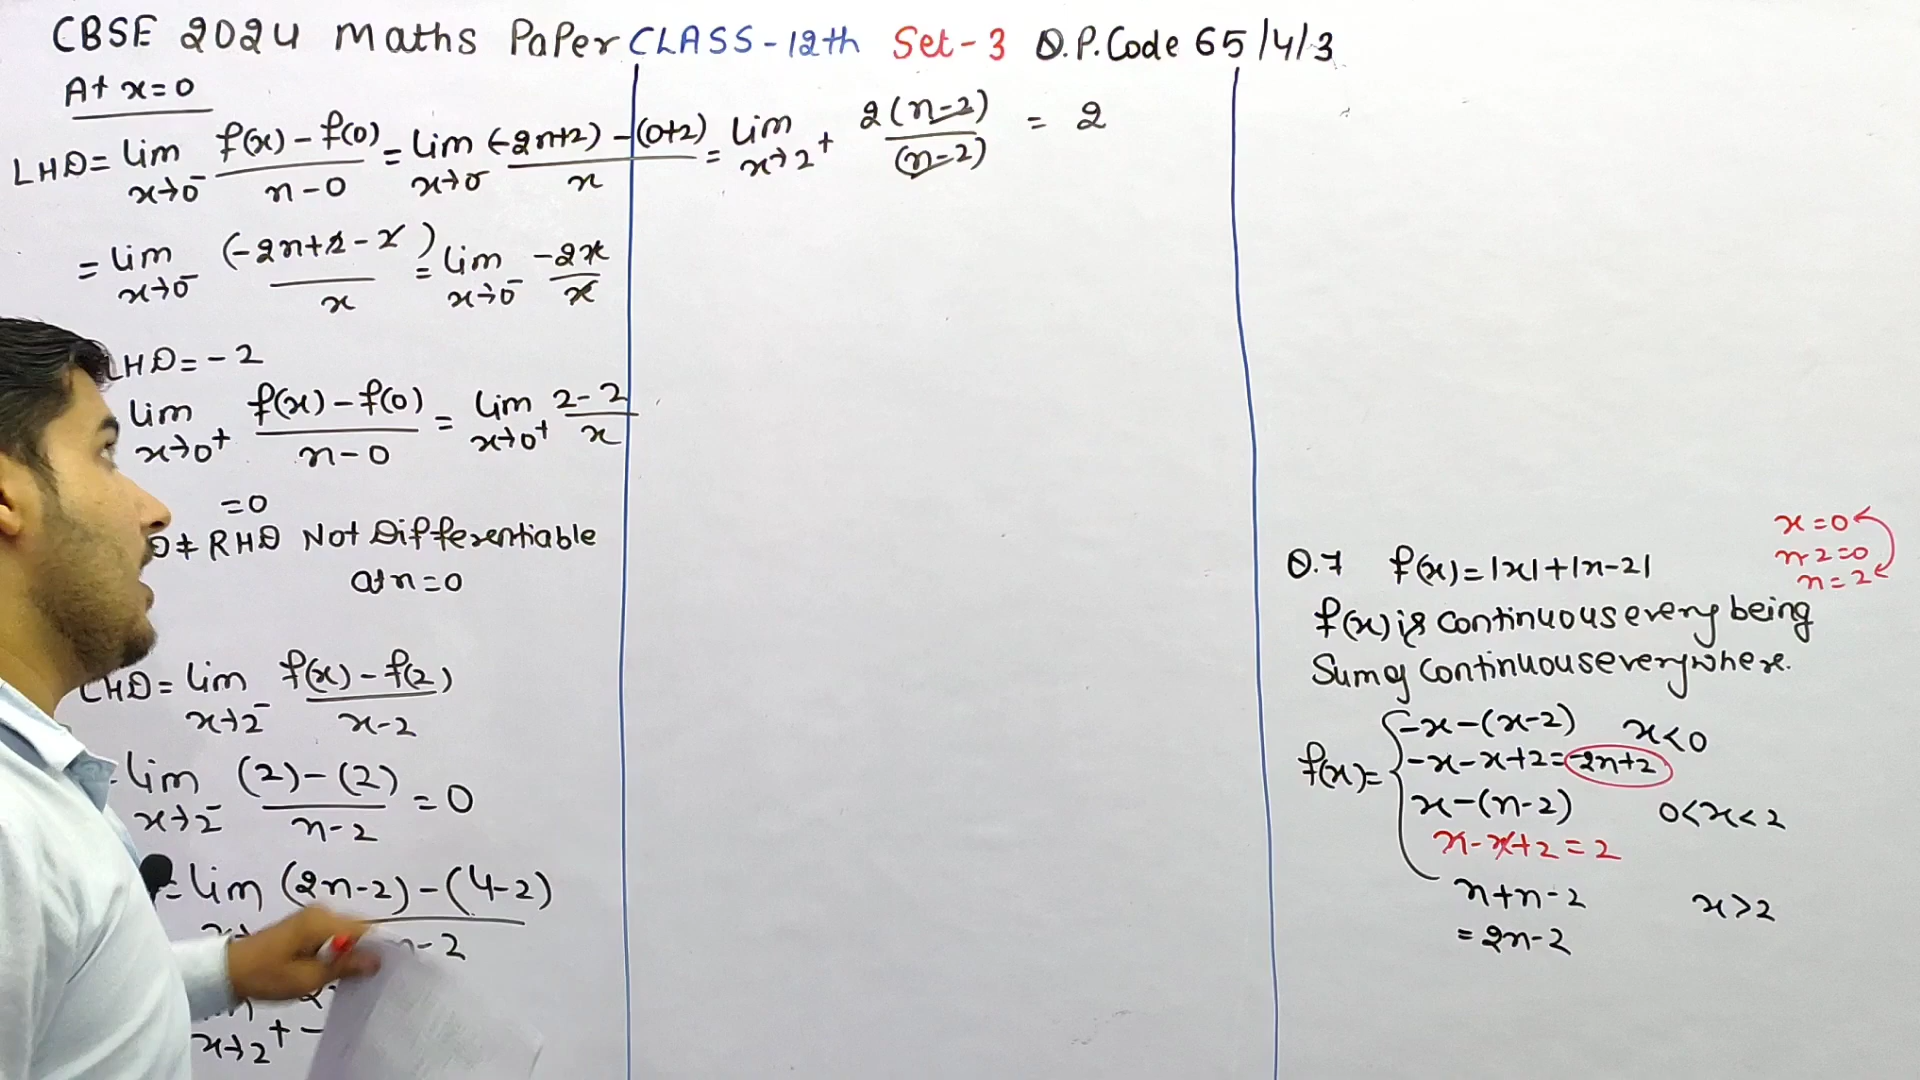 CBSE 2024 Maths Paper CLASS-12th Set-3 Q.P.Code 65/4/3
At x=0
LHD= lim x→0⁻ f(x)-f(0) / x-0 = lim x→0⁻ (-2x+2)-(0+2) / x
= lim x→0⁻ (-2x+2-2) / x = lim x→0⁻ -2x / x
LHD= -2
lim x→0⁺ f(x)-f(0) / x-0 = lim x→0⁺ 2-2 / x
=0
D≠RHD Not Differentiable
at x=0
LHD= lim x→2⁻ f(x)-f(2) / x-2
lim x→2⁻ (2)-(2) / x-2 = 0
= lim (2x-2)-(4-2) / x-2
x→2⁺
= lim x→2⁺ 2(x-2) / (x-2) = 2
Q.7 f(x)=|x|+|x-2|
x=0
x-2=0
x=2
f(x) is continuous every being
Sum of continuous everywhere.
f(x)= { -x-(x-2) x<0
-x-x+2=-2x+2
x-(x-2) 0<x<2
x-x+2=2
x+x-2 x>2
=2x-2